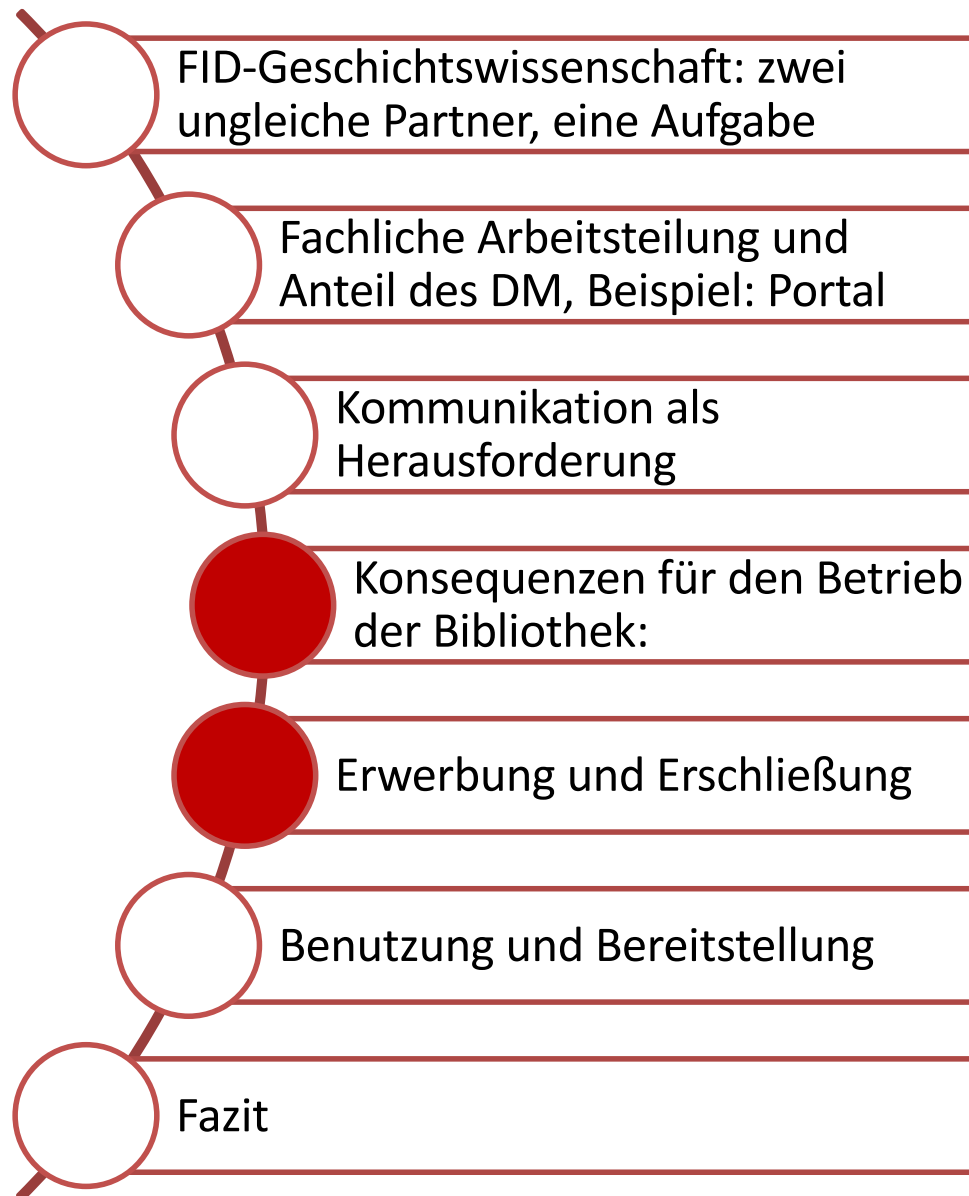 FID-Geschichtswissenschaft: zwei
ungleiche Partner, eine Aufgabe
Fachliche Arbeitsteilung und
Anteil des DM, Beispiel: Portal
Kommunikation als
Herausforderung
Konsequenzen für den Betrieb
der Bibliothek:
Erwerbung und Erschließung
Benutzung und Bereitstellung
Fazit